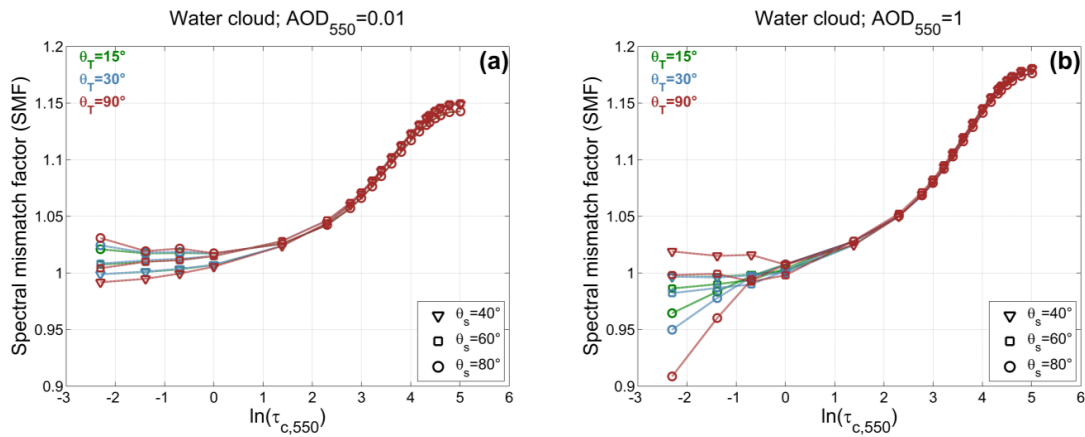 Water cloud; AOD550=0.01
(a)
θT=15°
θT=30°
θT=90°
Spectral mismatch factor (SMF)
1.2
1.15
1.1
1.05
1
0.95
0.9
θs=40°
θs=60°
θs=80°
-3 -2 -1 0 1 2 3 4 5 6
ln(τc,550)
Water cloud; AOD550=1
(b)
θT=15°
θT=30°
θT=90°
Spectral mismatch factor (SMF)
1.2
1.15
1.1
1.05
1
0.95
0.9
θs=40°
θs=60°
θs=80°
-3 -2 -1 0 1 2 3 4 5 6
ln(τc,550)